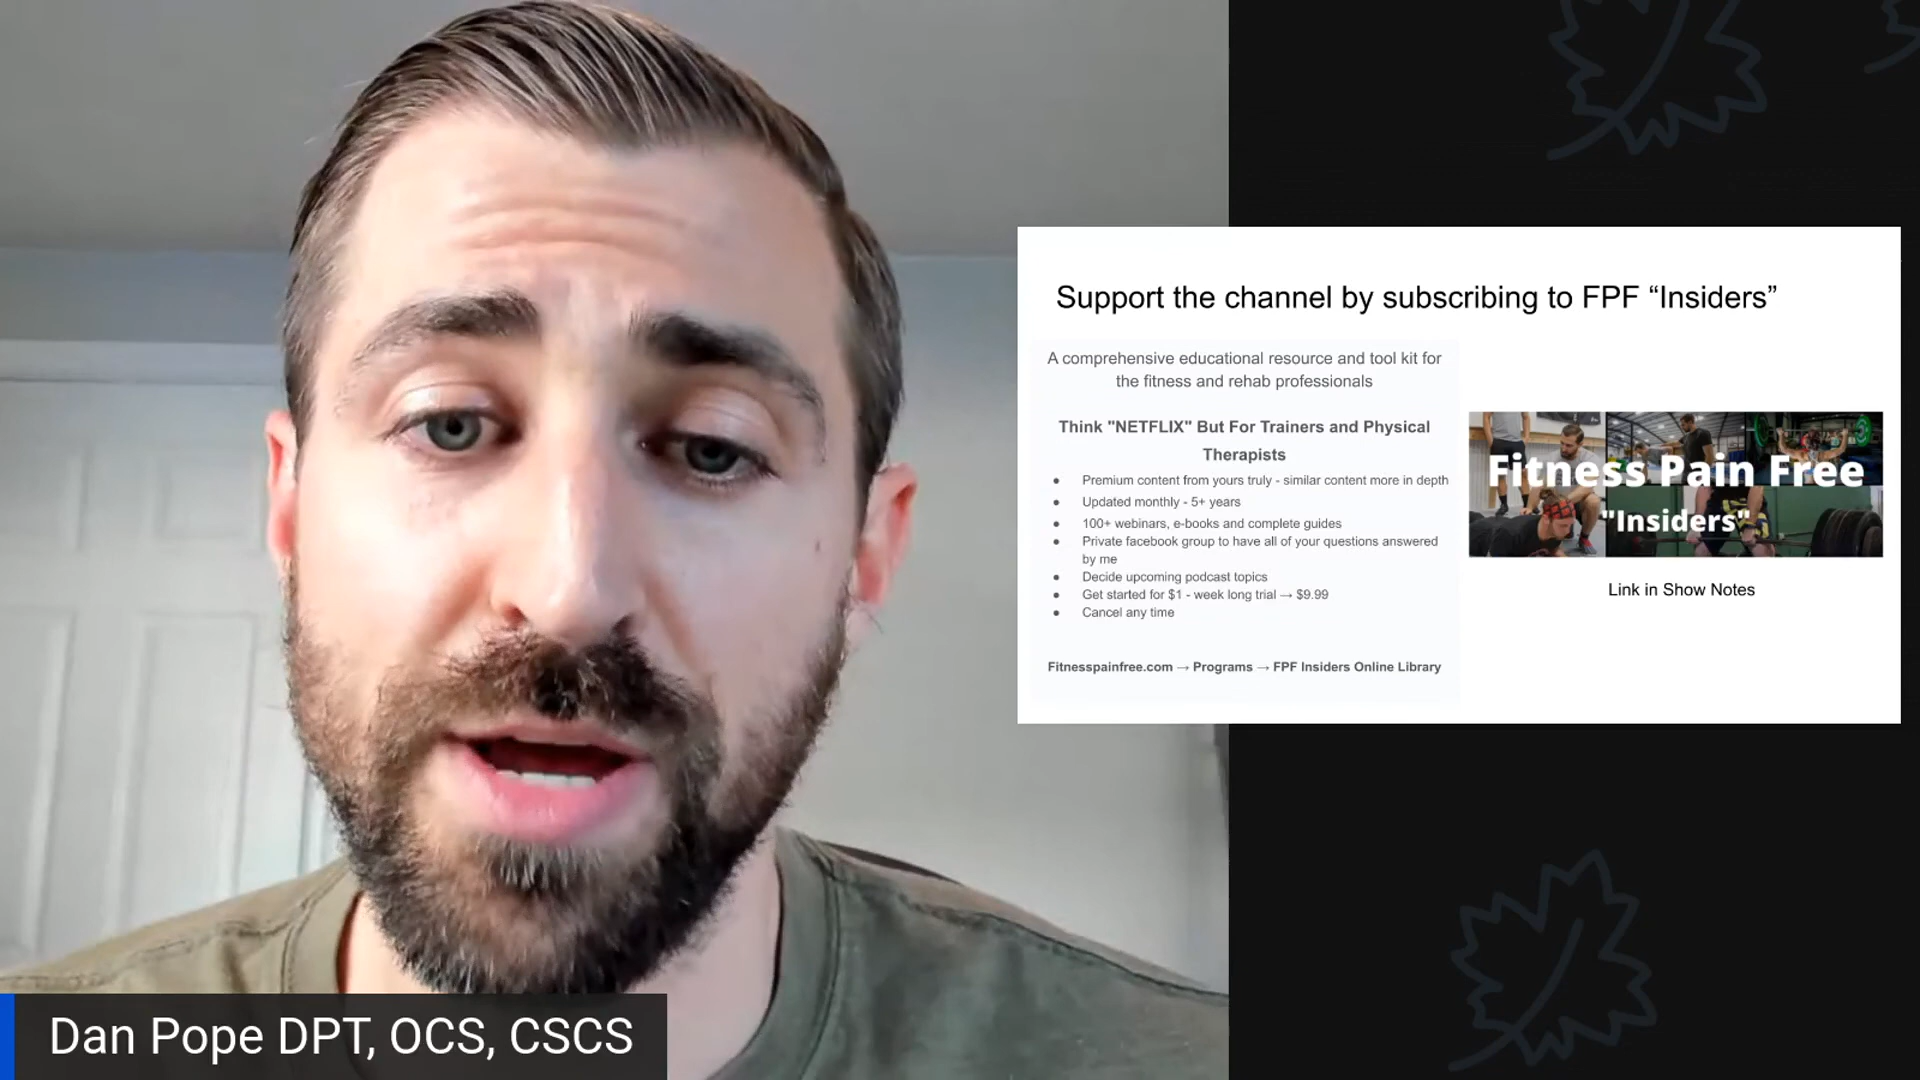 Support the channel by subscribing to FPF “Insiders”
A comprehensive educational resource and tool kit for
the fitness and rehab professionals
Think "NETFLIX" But For Trainers and Physical
Therapists
● Premium content from yours truly - similar content more in depth
● Updated monthly - 5+ years
● 100+ webinars, e-books and complete guides
● Private facebook group to have all of your questions answered
by me
● Decide upcoming podcast topics
● Get started for $1 - week long trial → $9.99
● Cancel any time
Fitnesspainfree.com → Programs → FPF Insiders Online Library
Fitness Pain Free
"Insiders"
Link in Show Notes
Dan Pope DPT, OCS, CSCS